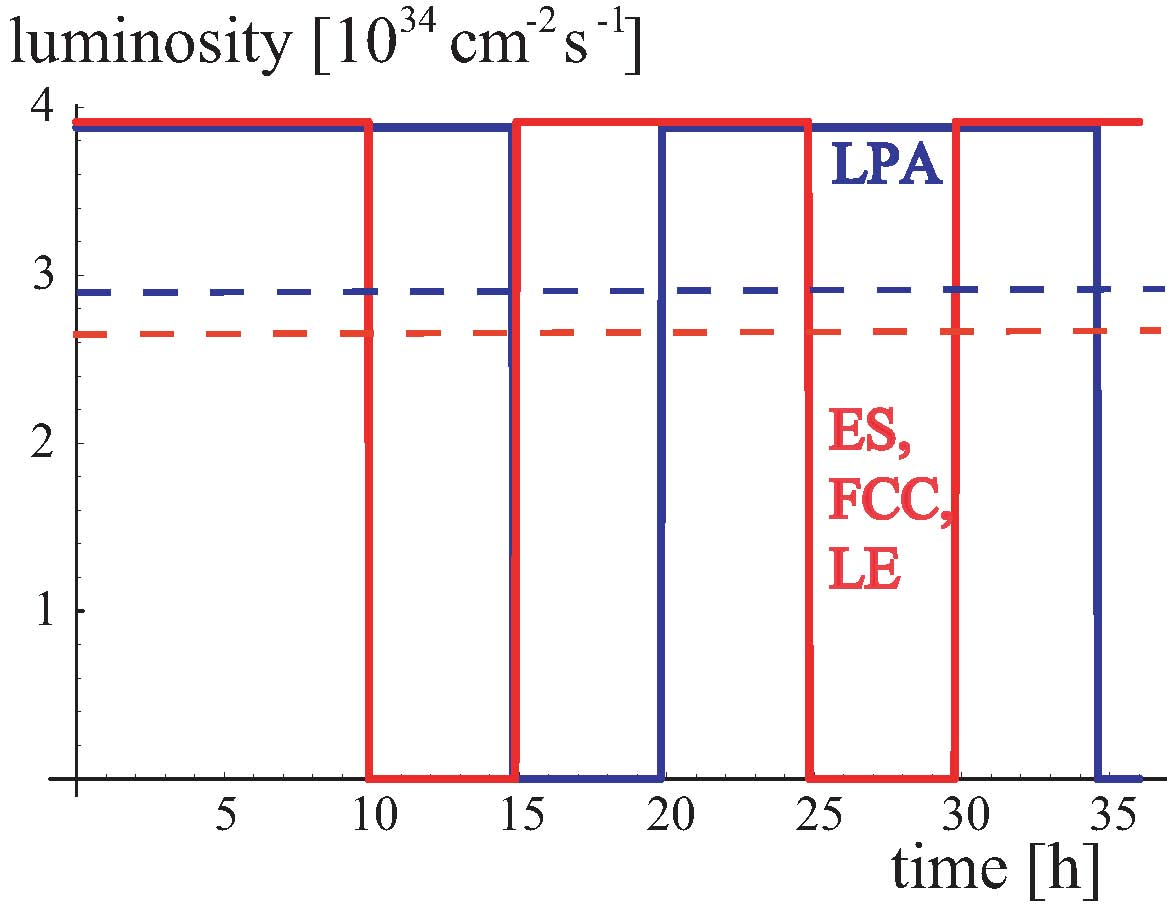 luminosity [10^34 cm^-2 s^-1]
4
3
2
1
LPA
ES,
FCC,
LE
5 10 15 20 25 30 35
time [h]